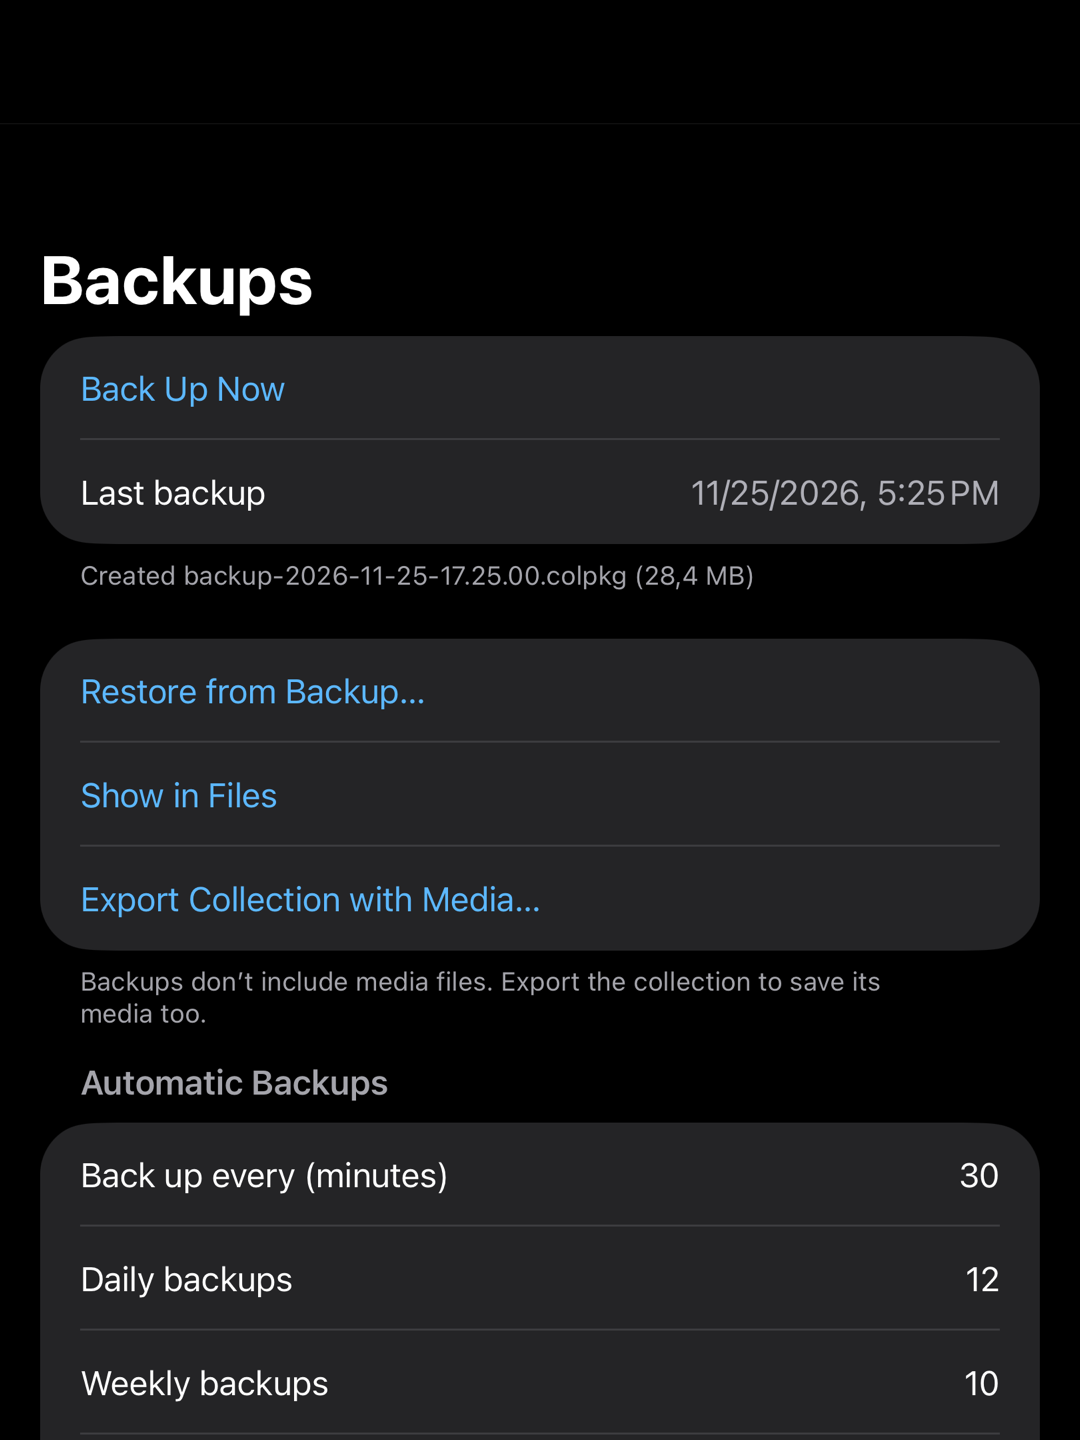 Backups
Back Up Now
Last backup 11/25/2026, 5:25 PM
Created backup-2026-11-25-17.25.00.colpkg (28,4 MB)
Restore from Backup…
Show in Files
Export Collection with Media…
Backups don’t include media files. Export the collection to save its
media too.
Automatic Backups
Back up every (minutes) 30
Daily backups 12
Weekly backups 10